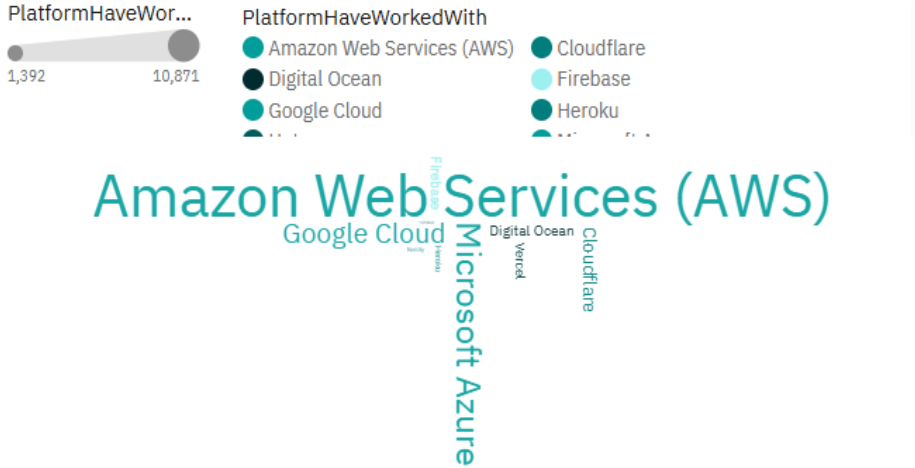 PlatformHaveWor...
1,392
10,871
PlatformHaveWorkedWith
Amazon Web Services (AWS)
Cloudflare
Digital Ocean
Firebase
Google Cloud
Heroku
Firebase
Amazon Web Services (AWS)
Google Cloud
Heroku
Microsoft Azure
Digital Ocean
Vercel
Cloudflare